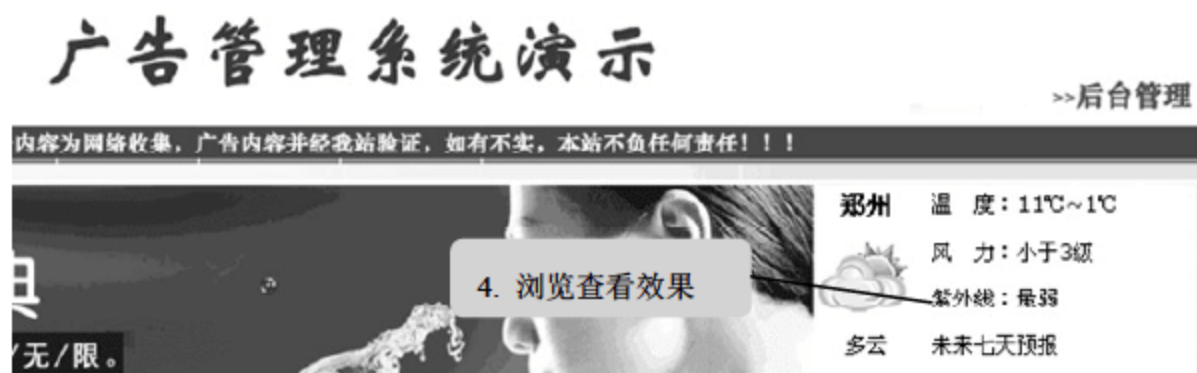 广告管理系统演示
>>后台管理
内容为网络收集，广告内容并经我站验证，如有不实，本站不负任何责任！！！
郑州
温 度：11℃~1℃
风 力：小于3级
4. 浏览查看效果
紫外线：最弱
典
多云
未来七天预报
/无/限。